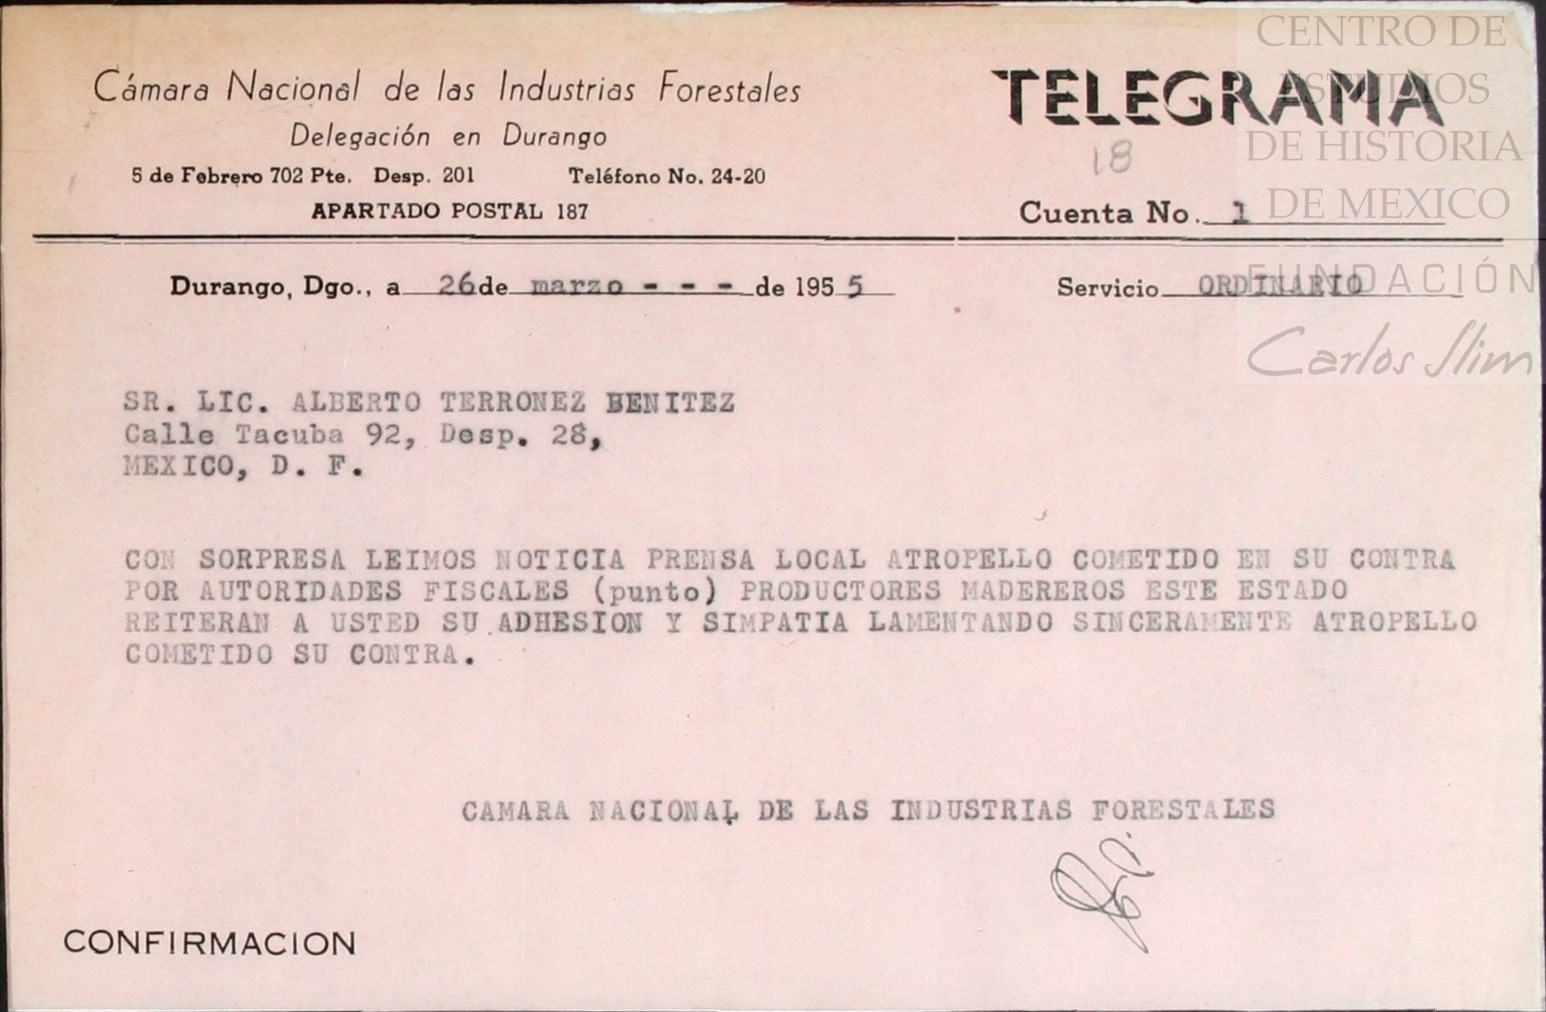 Cámara Nacional de las Industrias Forestales
Delegación en Durango
5 de Febrero 702 Pte. Desp. 201 Teléfono No. 24-20
APARTADO POSTAL 187
TELEGRAMA
18
Cuenta No. 1
CENTRO DE
ESTUDIOS
DE HISTORIA
DE MEXICO
FUNDACIÓN
Carlos Slim
Durango, Dgo., a 26 de marzo - - - de 1955 Servicio ORDINARIO
SR. LIC. ALBERTO TERRONEZ BENITEZ
Calle Tacuba 92, Desp. 28,
MEXICO, D. F.
CON SORPRESA LEIMOS NOTICIA PRENSA LOCAL ATROPELLO COMETIDO EN SU CONTRA
POR AUTORIDADES FISCALES (punto) PRODUCTORES MADEREROS ESTE ESTADO
REITERAN A USTED SU ADHESION Y SIMPATIA LAMENTANDO SINCERAMENTE ATROPELLO
COMETIDO SU CONTRA.
CAMARA NACIONAL DE LAS INDUSTRIAS FORESTALES
CONFIRMACION